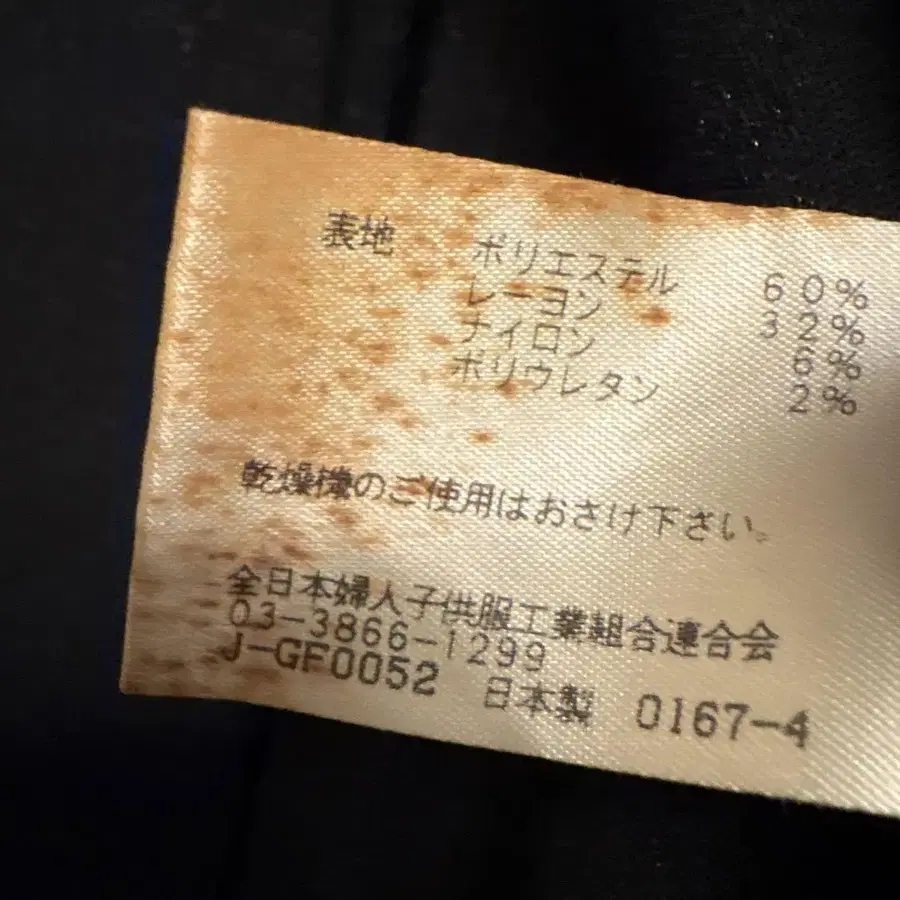 表地 ポリエステル 60%
レーヨン 32%
ナイロン 6%
ポリウレタン 2%
乾燥機のご使用はおさけ下さい。
全日本婦人子供服工業組合連合会
03-3866-1299
J-GF0052 日本製 0167-4